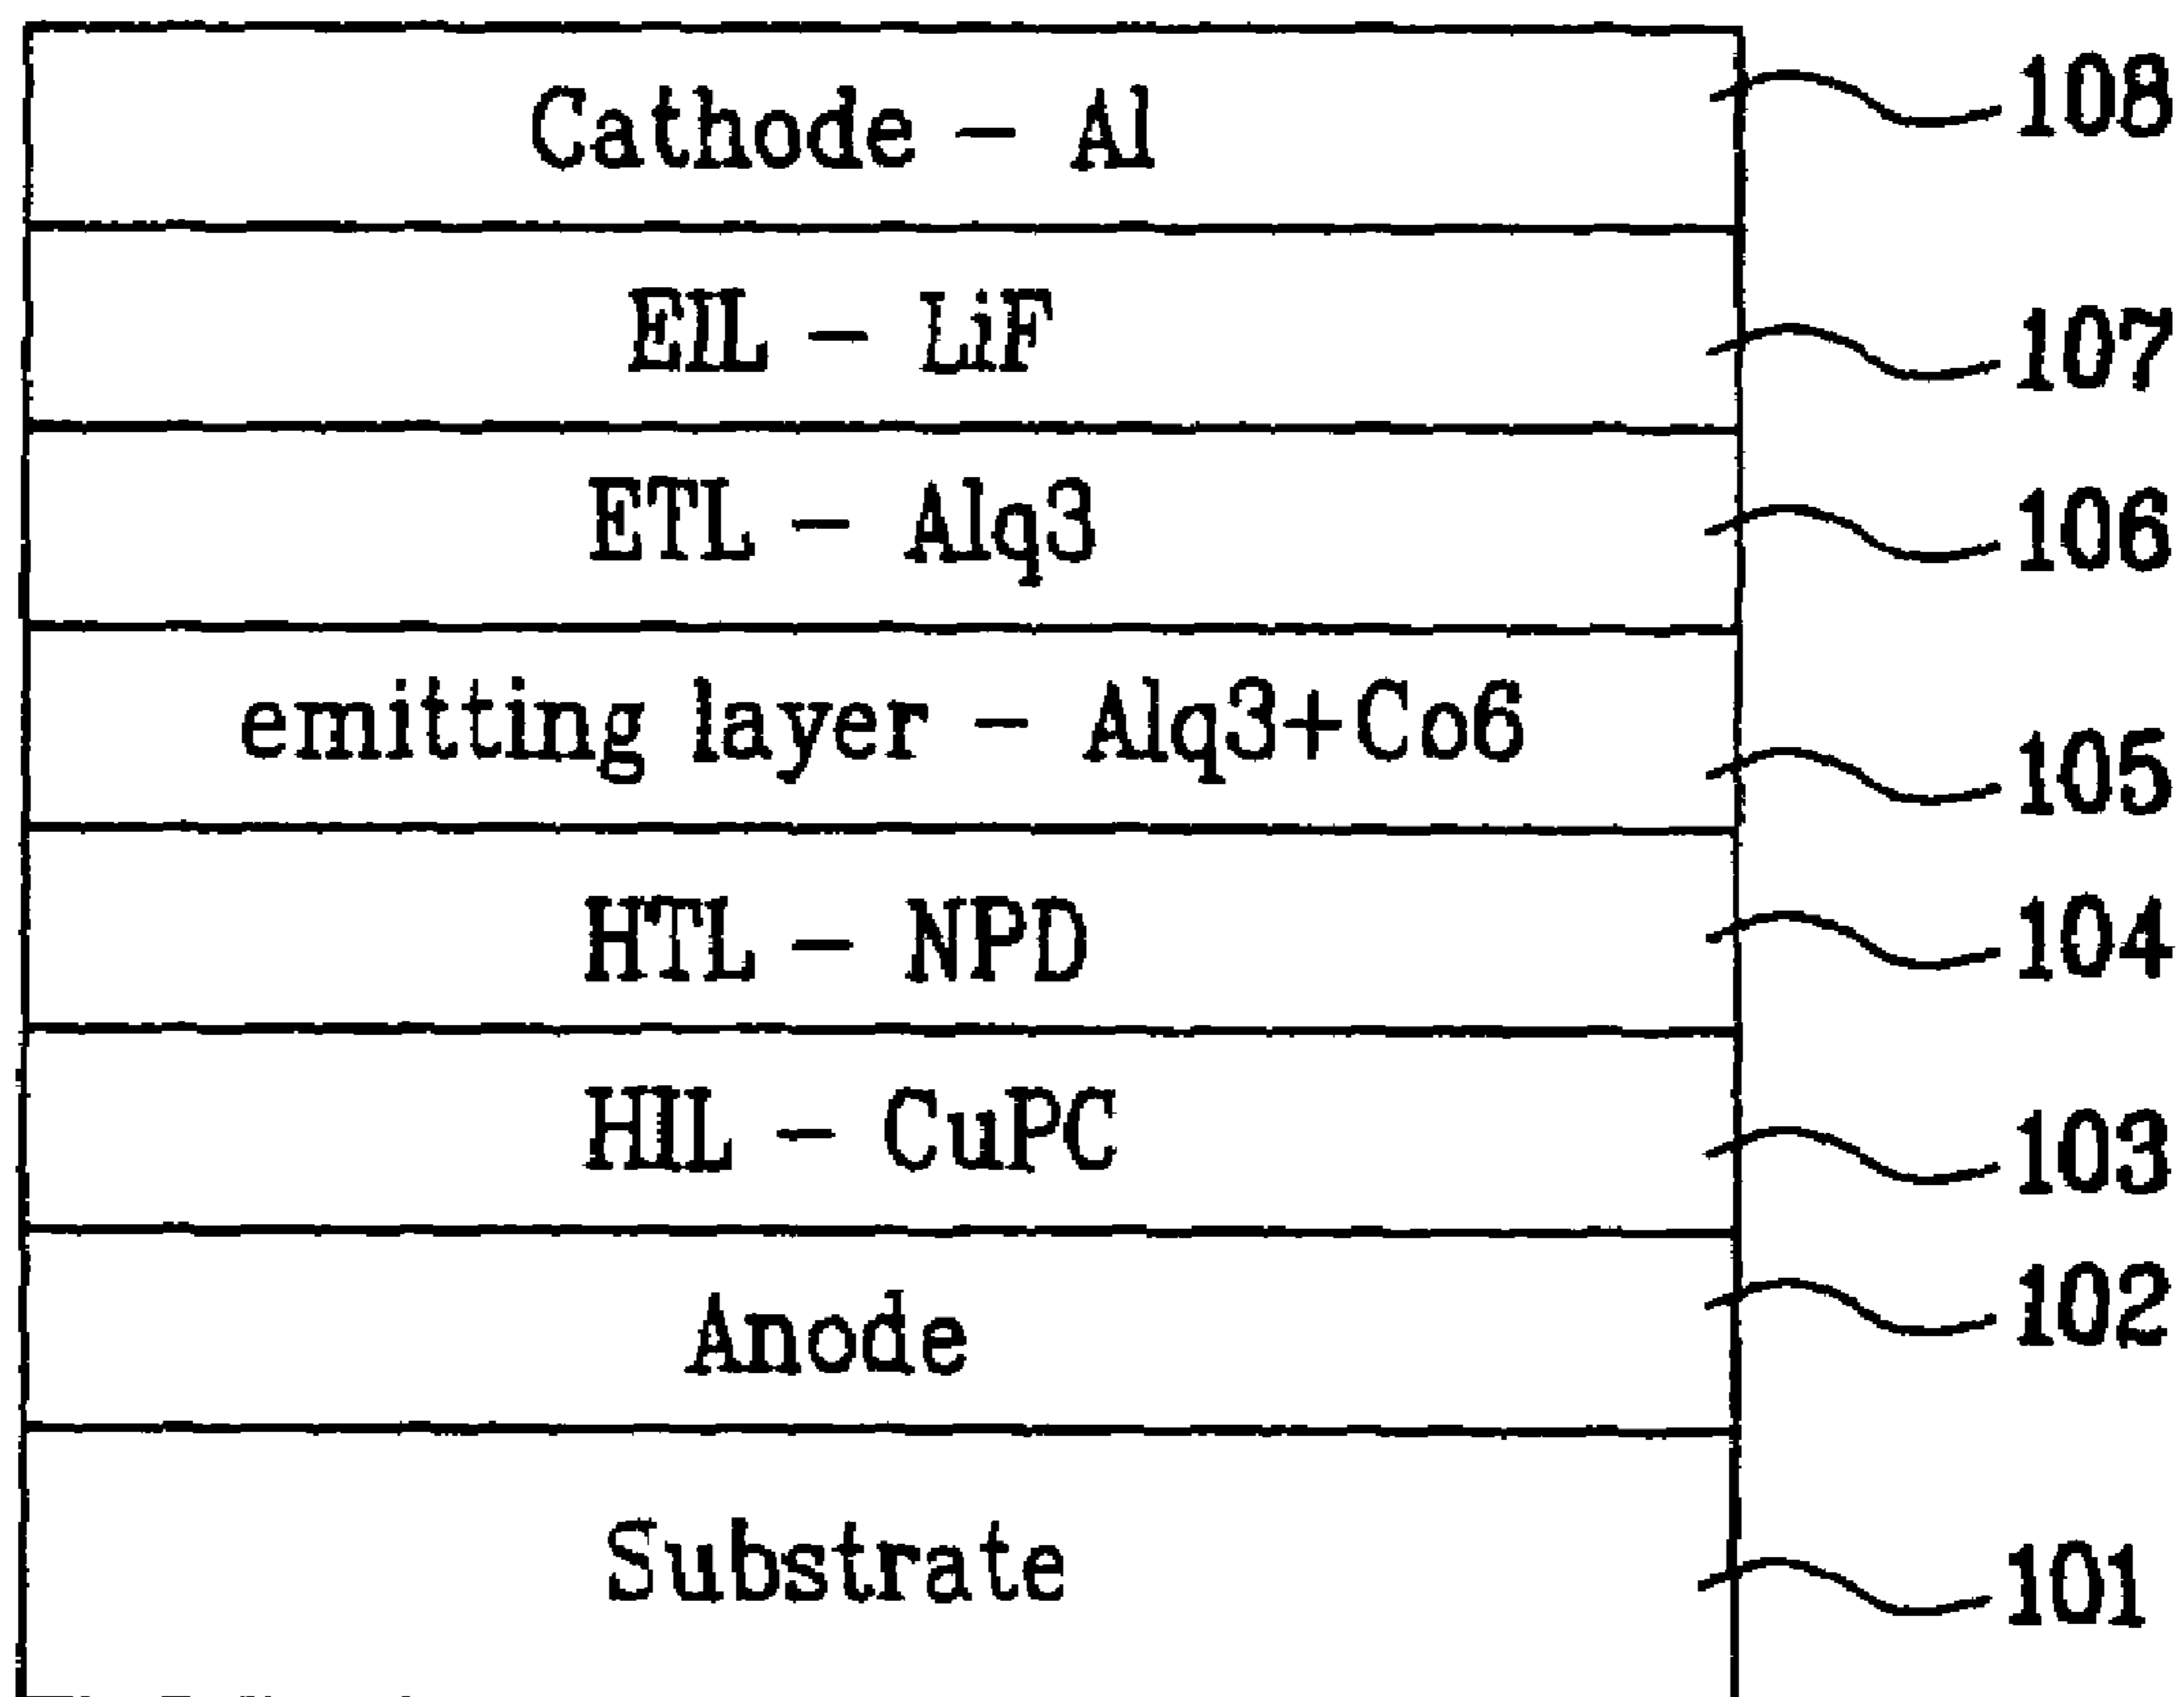 Cathode - Al 108
EIL - LiF 107
ETL - Alq3 106
emitting layer - Alq3+Co6 105
HTL - NPD 104
HIL - CuPC 103
Anode 102
Substrate 101